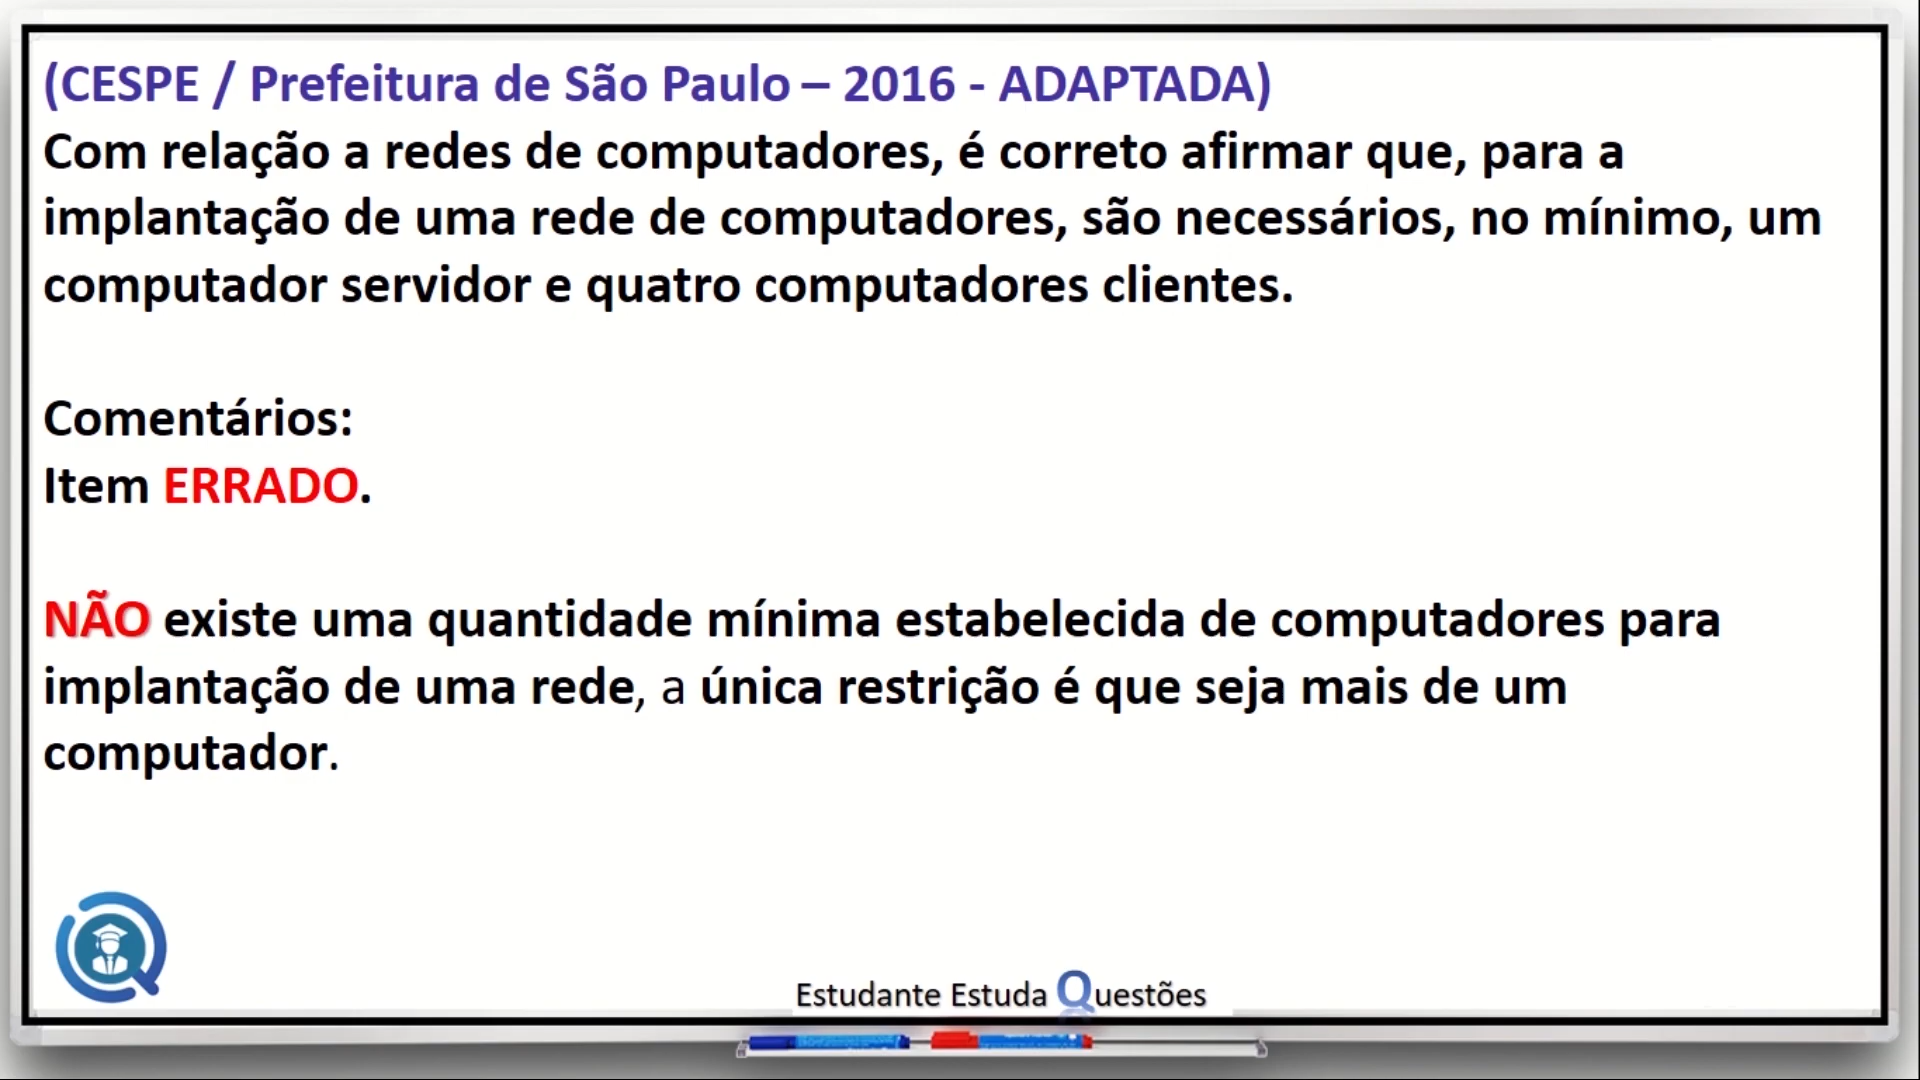 (CESPE / Prefeitura de São Paulo – 2016 - ADAPTADA)
Com relação a redes de computadores, é correto afirmar que, para a
implantação de uma rede de computadores, são necessários, no mínimo, um
computador servidor e quatro computadores clientes.
Comentários:
Item ERRADO.
NÃO existe uma quantidade mínima estabelecida de computadores para
implantação de uma rede, a única restrição é que seja mais de um
computador.
Estudante Estuda Questões